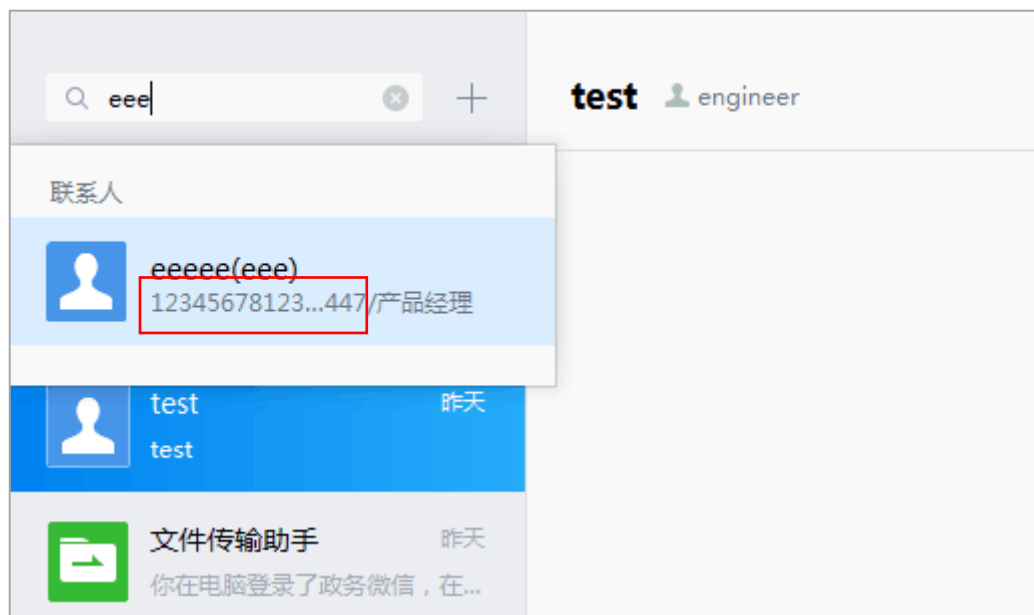 eee
test engineer
联系人
eeeee(eee)
12345678123...447/产品经理
test 昨天
test
文件传输助手 昨天
你在电脑登录了政务微信，在...